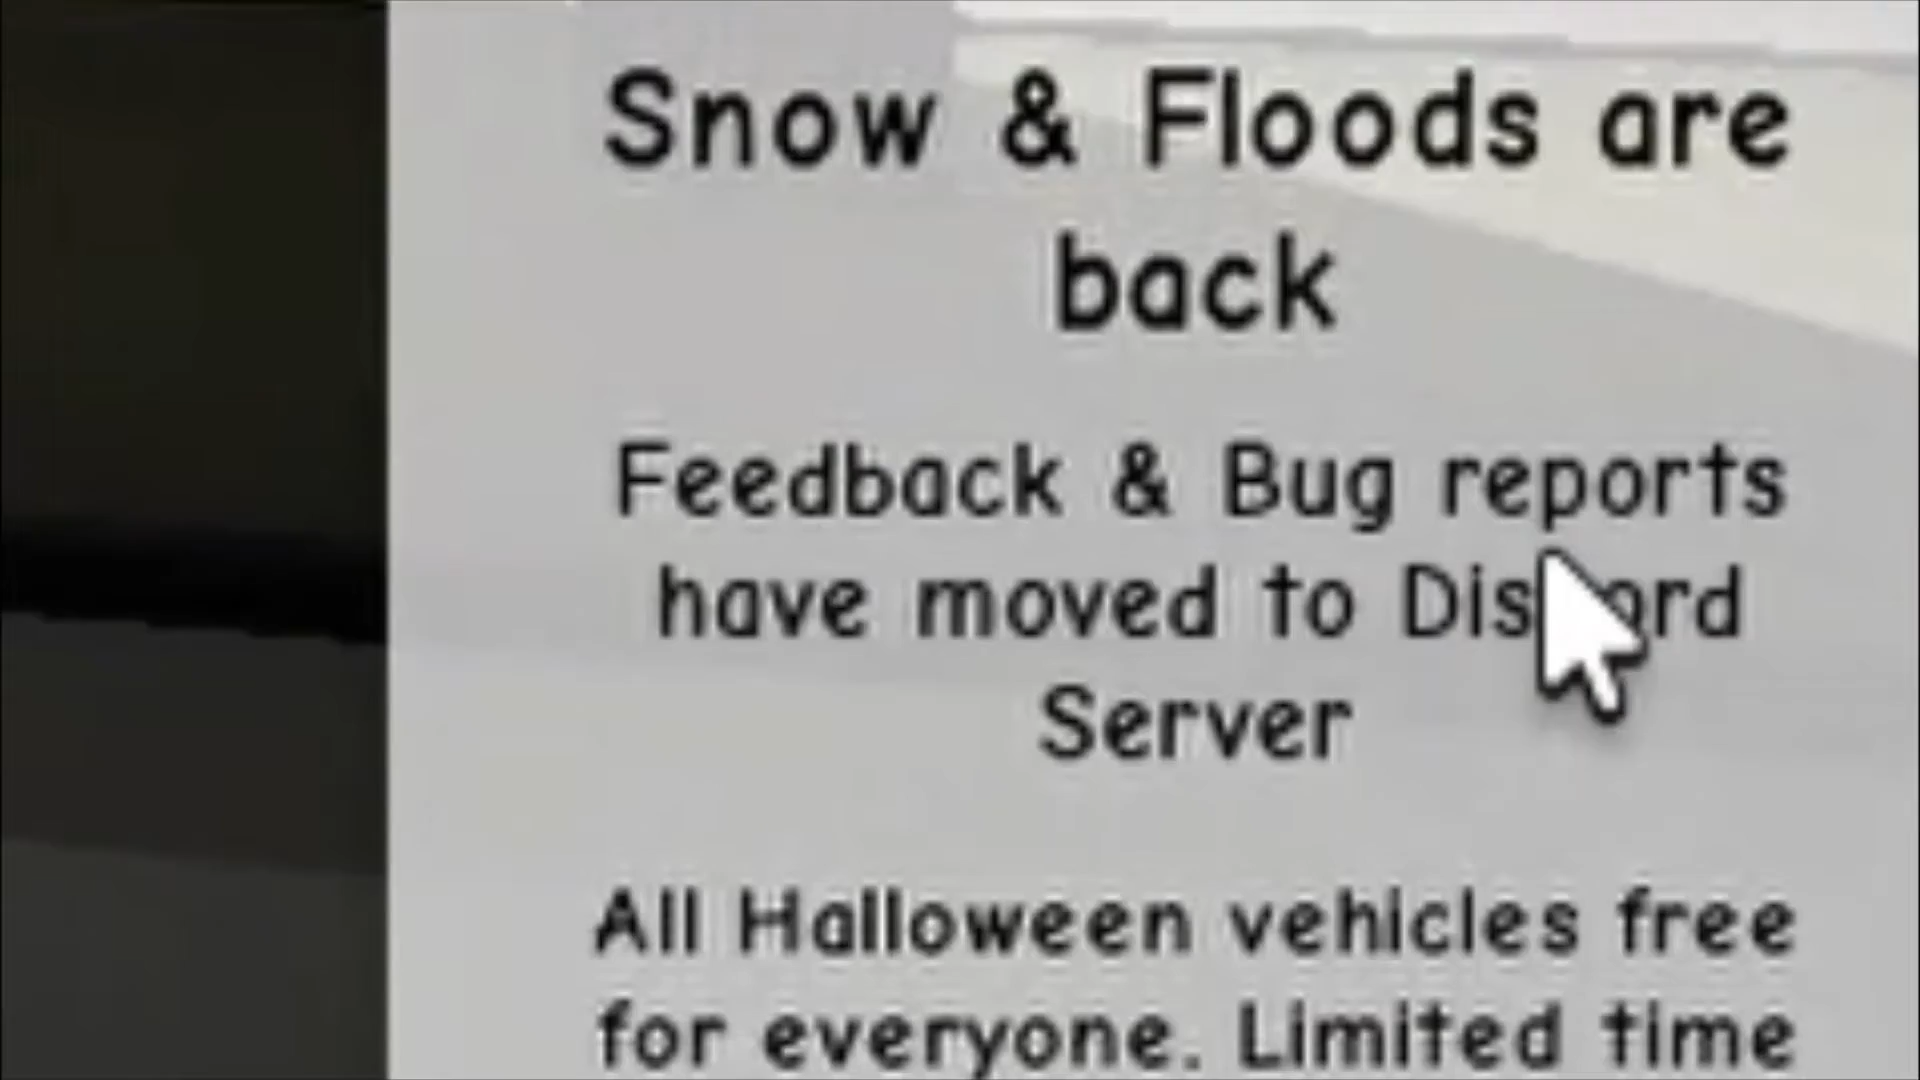 Snow & Floods are
back
Feedback & Bug reports
have moved to Discord
Server
All Halloween vehicles free
for everyone. Limited time